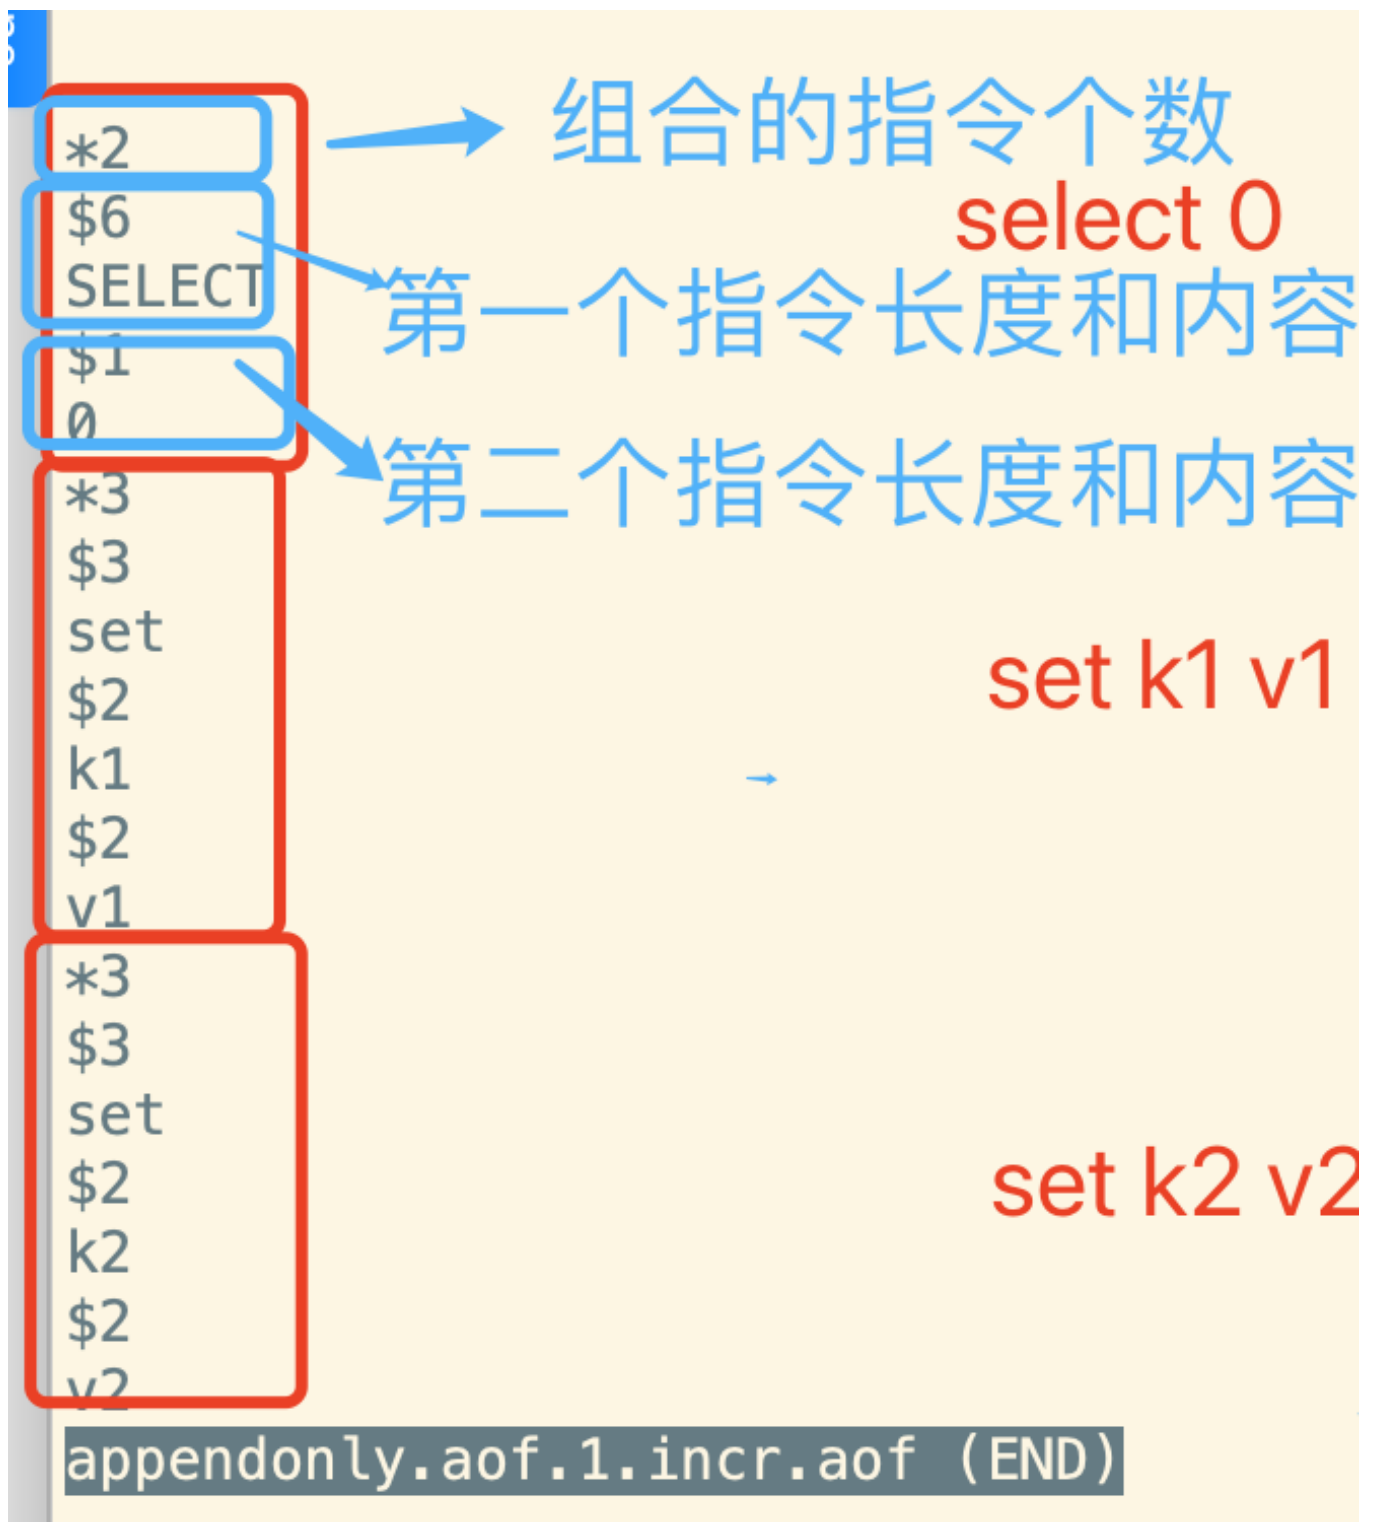 *2
组合的指令个数
$6
select 0
SELECT
第一个指令长度和内容
$1
0
第二个指令长度和内容
*3
$3
set
$2
set k1 v1
k1
$2
v1
*3
$3
set
$2
set k2 v2
k2
$2
v2
appendonly.aof.1.incr.aof (END)